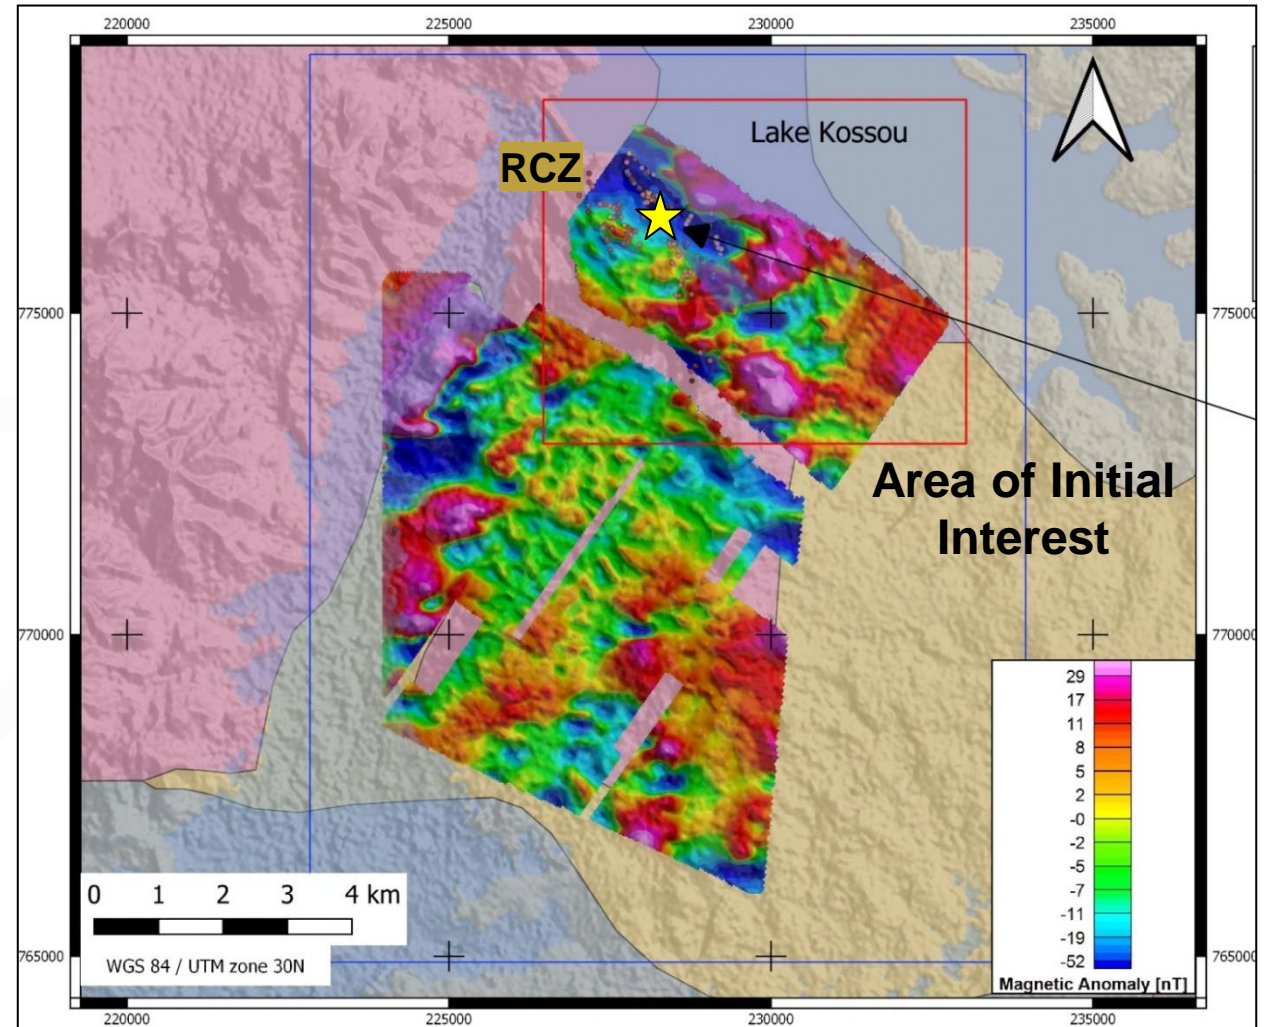 220000 225000 230000 235000
Lake Kossou
RCZ
775000 775000
Area of Initial
Interest
770000 770000
29
17
11
8
5
2
-0
-2
-5
-7
-11
-19
-52
Magnetic Anomaly [nT]
0 1 2 3 4 km
WGS 84 / UTM zone 30N
765000 765000
220000 225000 230000 235000